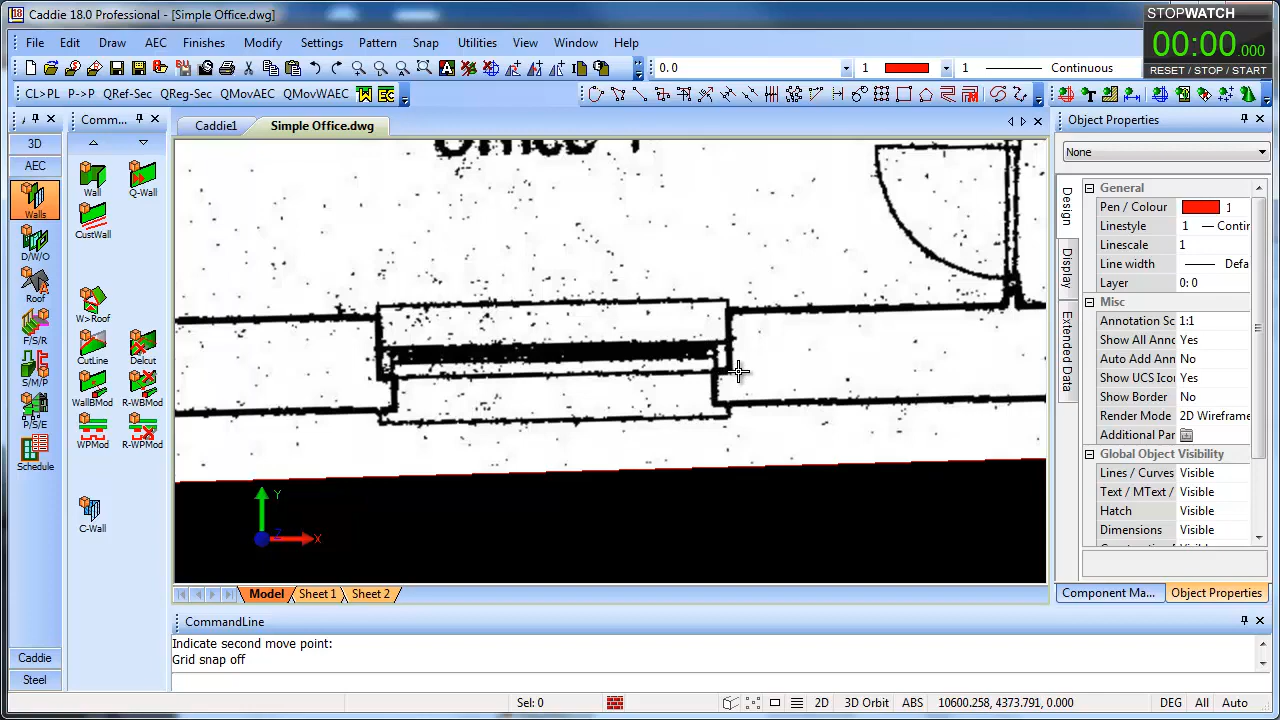 Caddie 18.0 Professional - [Simple Office.dwg]
STOPWATCH
00:00.000
RESET / STOP / START
File Edit Draw AEC Finishes Modify Settings Pattern Snap Utilities View Window Help
0. 0
1
1
Continuous
CL>PL P->P QRef-Sec QReg-Sec QMovAEC QMovWAEC
EC
Comm...
Caddie1
Simple Office.dwg
Object Properties
3D
AEC
Walls
D/W/O
Roof
F/S/R
S/M/P
P/S/E
Schedule
Caddie
Steel
Wall
Q-Wall
CustWall
W>Roof
CutLine
Delcut
WallBMod
R-WBMod
WPMod
R-WPMod
C-Wall
Office 1
Y
Z
X
None
Design
Display
Extended Data
General
Pen / Colour 1
Linestyle 1 Contir
Linescale 1
Line width Defa
Layer 0: 0
Misc
Annotation Sc 1:1
Show All Ann Yes
Auto Add Ann No
Show UCS Icon Yes
Show Border No
Render Mode 2D Wireframe
Additional Par
Global Object Visibility
Lines / Curves Visible
Text / MText / Visible
Hatch Visible
Dimensions Visible
Model Sheet 1 Sheet 2
Component Ma...
Object Properties
CommandLine
Indicate second move point:
Grid snap off
Sel: 0
2D
3D Orbit
ABS
10600.258, 4373.791, 0.000
DEG
All
Auto